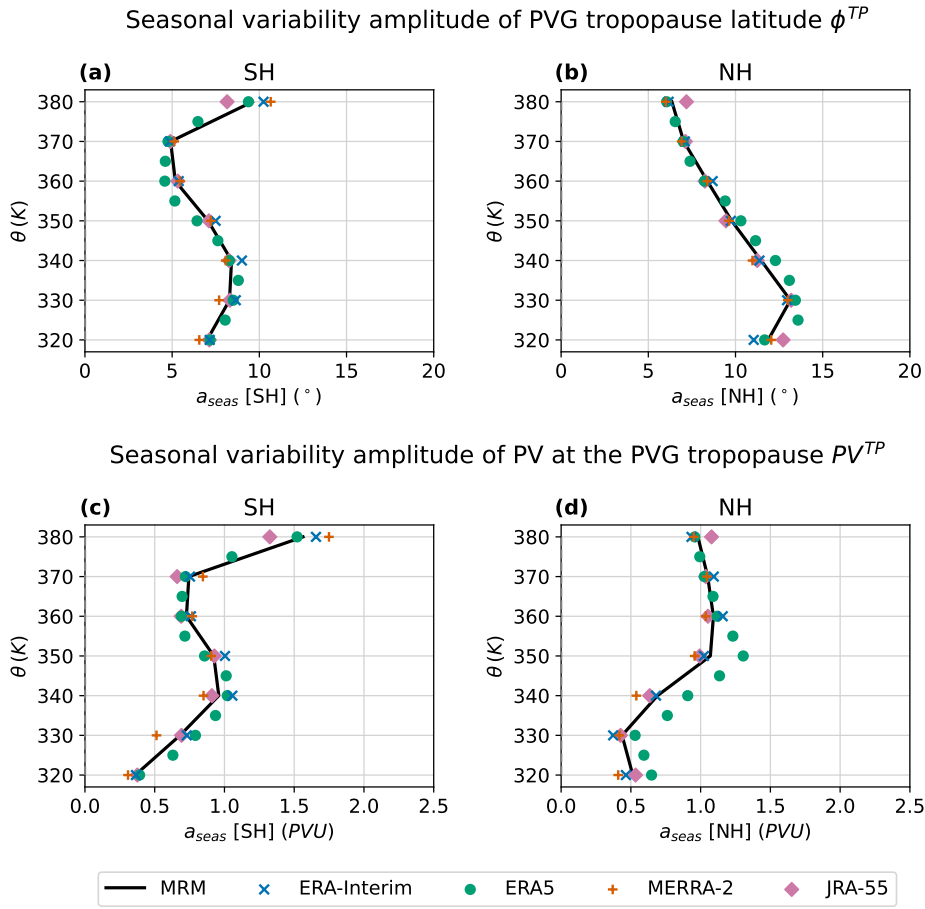 Seasonal variability amplitude of PVG tropopause latitude ϕ^TP
(a) SH
(b) NH
380
370
360
350
340
330
320
θ (K)
0 5 10 15 20
a_seas [SH] (°)
380
370
360
350
340
330
320
θ (K)
0 5 10 15 20
a_seas [NH] (°)
Seasonal variability amplitude of PV at the PVG tropopause PV^TP
(c) SH
(d) NH
380
370
360
350
340
330
320
θ (K)
0.0 0.5 1.0 1.5 2.0 2.5
a_seas [SH] (PVU)
380
370
360
350
340
330
320
θ (K)
0.0 0.5 1.0 1.5 2.0 2.5
a_seas [NH] (PVU)
MRM ERA-Interim ERA5 MERRA-2 JRA-55